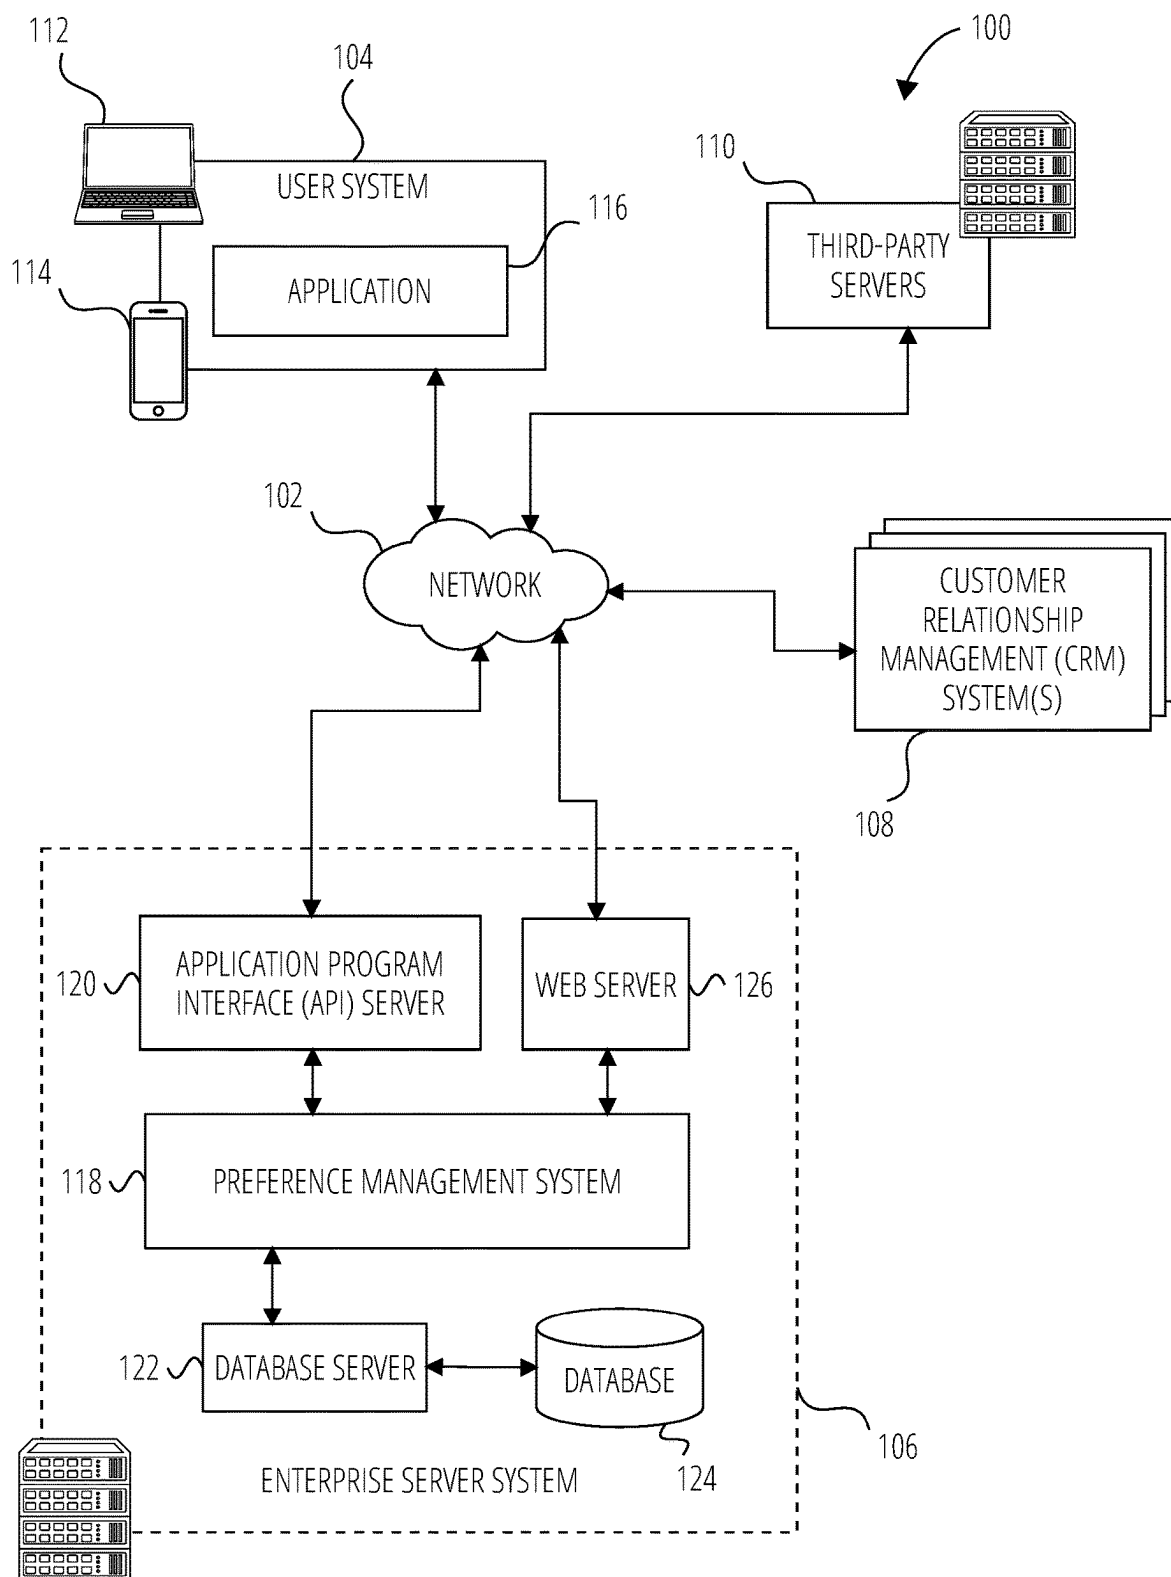 112
104
100
USER SYSTEM
110
116
THIRD-PARTY
SERVERS
114
APPLICATION
102
NETWORK
CUSTOMER
RELATIONSHIP
MANAGEMENT (CRM)
SYSTEM(S)
108
120
APPLICATION PROGRAM
INTERFACE (API) SERVER
WEB SERVER
126
118
PREFERENCE MANAGEMENT SYSTEM
122
DATABASE SERVER
DATABASE
106
124
ENTERPRISE SERVER SYSTEM